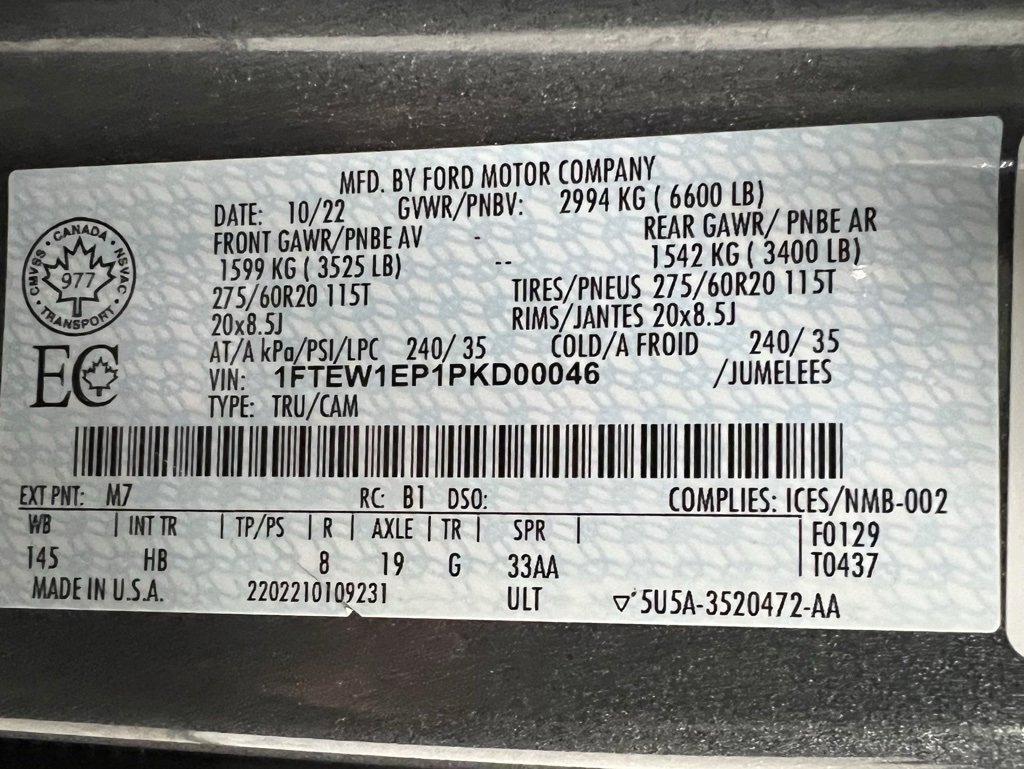 MFD. BY FORD MOTOR COMPANY
DATE: 10/22 GVWR/PNBV: 2994 KG ( 6600 LB)
FRONT GAWR/PNBE AV - REAR GAWR/ PNBE AR
1599 KG ( 3525 LB) -- 1542 KG ( 3400 LB)
275/60R20 115T TIRES/PNEUS 275/60R20 115T
20x8.5J RIMS/JANTES 20x8.5J
AT/A kPa/PSI/LPC 240/ 35 COLD/A FROID 240/ 35
VIN: 1FTEW1EP1PKD00046 /JUMELEES
TYPE: TRU/CAM
CANADA
CMVSS 977 NSVAC
TRANSPORT
EC
EXT PNT: M7 RC: B1 DSO: COMPLIES: ICES/NMB-002
WB | INT TR | TP/PS | R | AXLE | TR | SPR | F0129
145 HB 8 19 G 33AA T0437
MADE IN U.S.A. 2202210109231 ULT ▽ 5U5A-3520472-AA